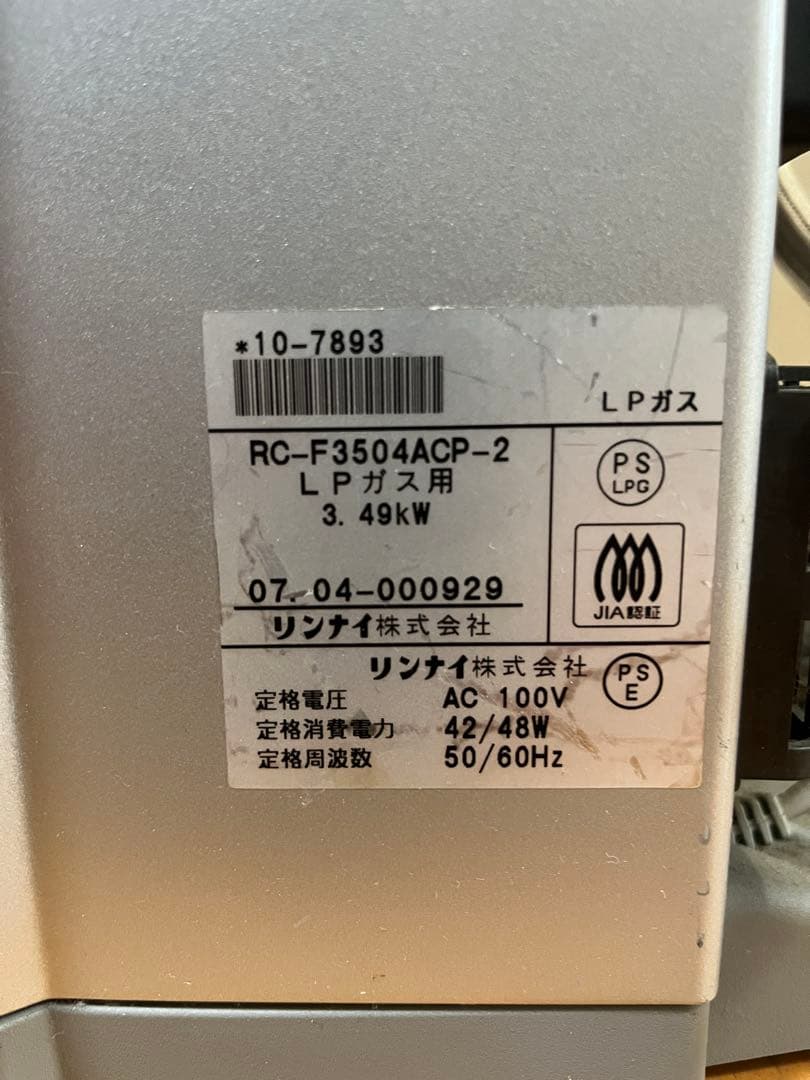 *10-7893
LPガス
RC-F3504ACP-2
LPガス用
3.49kW
PS
LPG
JIA認証
07.04-000929
リンナイ株式会社
リンナイ株式会社
PS
E
定格電圧 AC 100V
定格消費電力 42/48W
定格周波数 50/60Hz